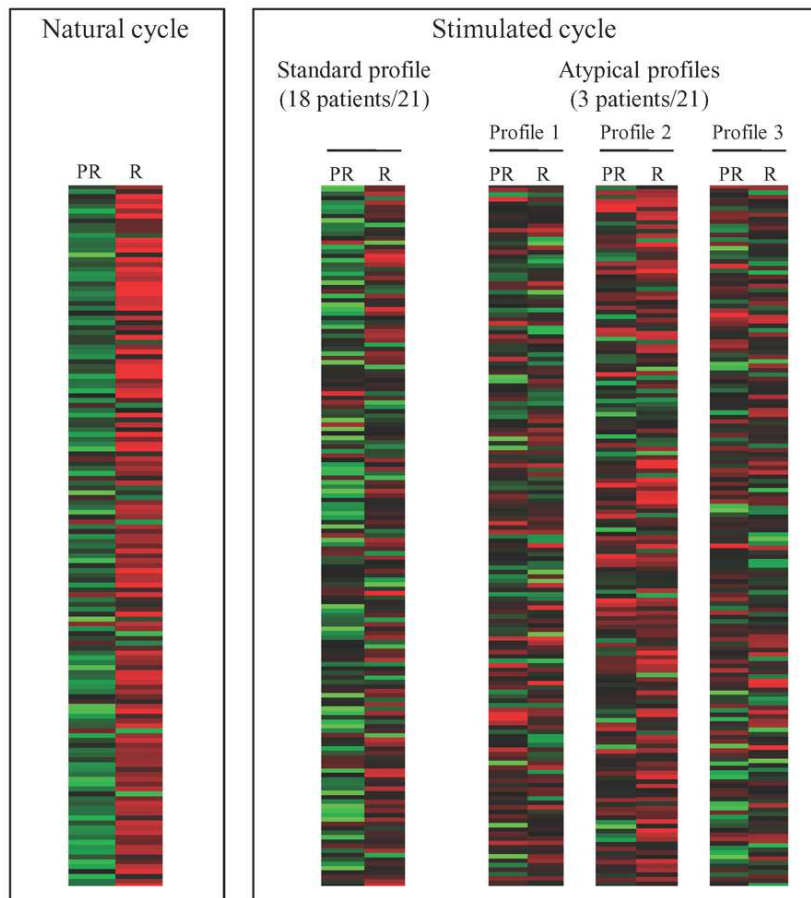 Natural cycle
PR R
Stimulated cycle
Standard profile
(18 patients/21)
PR R
Atypical profiles
(3 patients/21)
Profile 1 Profile 2 Profile 3
PR R PR R PR R